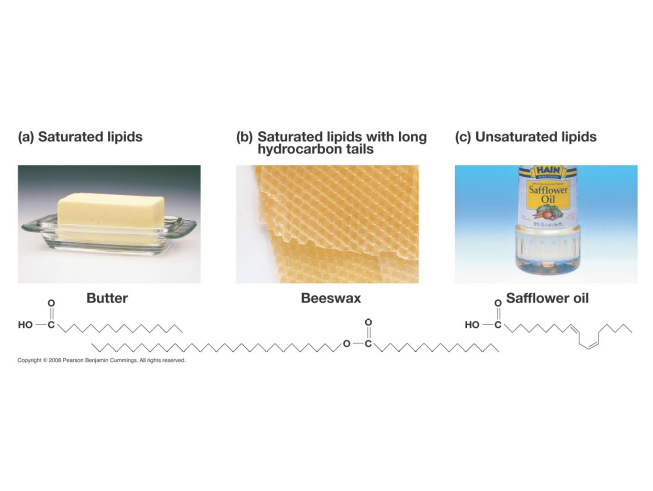 (a) Saturated lipids
(b) Saturated lipids with long
hydrocarbon tails
(c) Unsaturated lipids
HAIN
Safflower
Oil
Butter
Beeswax
Safflower oil
O
HO C
O
O C
O
HO C
Copyright © 2008 Pearson Benjamin Cummings. All rights reserved.